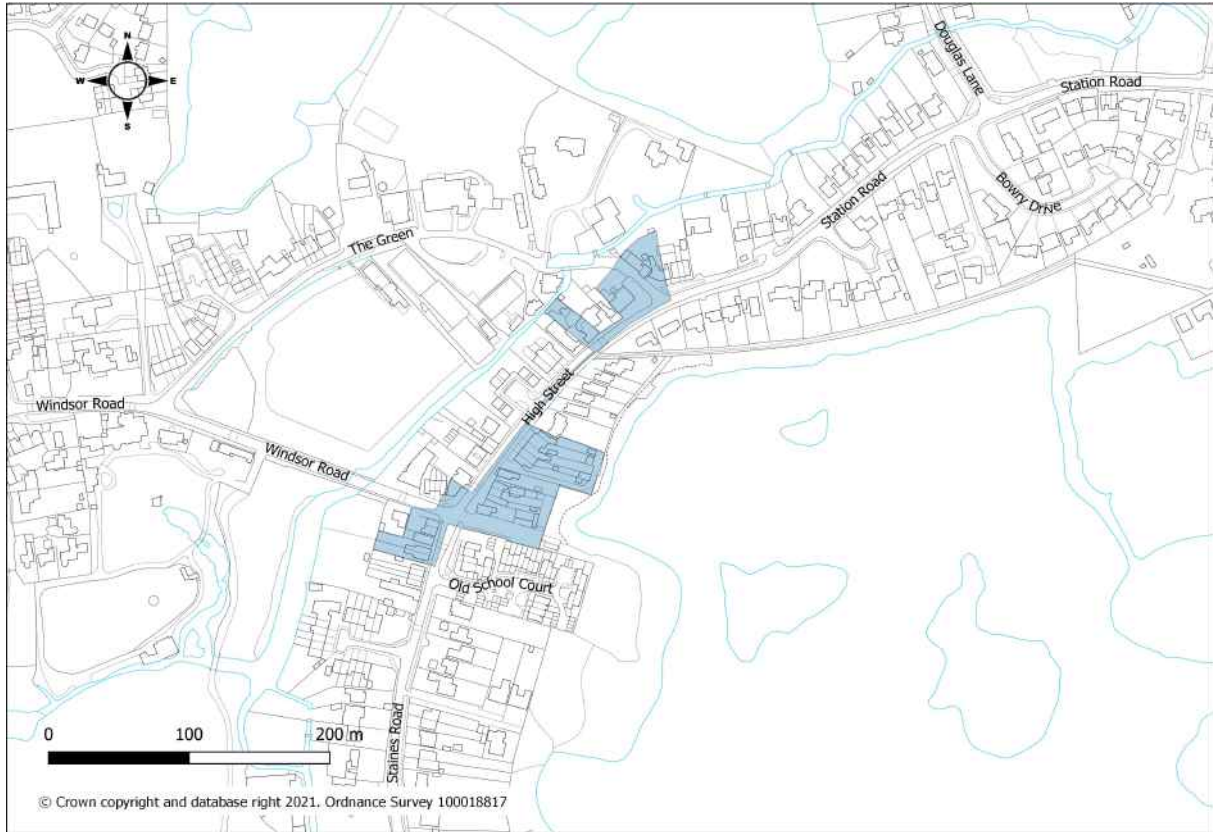 N
W
E
S
Douglas Lane
Station Road
Bowry Drive
Station Road
The Green
High Street
Windsor Road
Windsor Road
Old School Court
Staines Road
0 100 200 m
© Crown copyright and database right 2021. Ordnance Survey 100018817